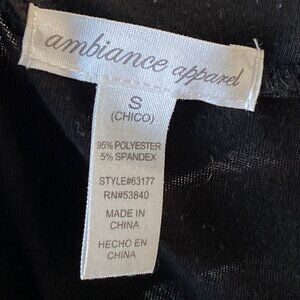 ambiance apparel
S
(CHICO)
95% POLYESTER
5% SPANDEX
STYLE#63177
RN#53840
MADE IN
CHINA
HECHO EN
CHINA